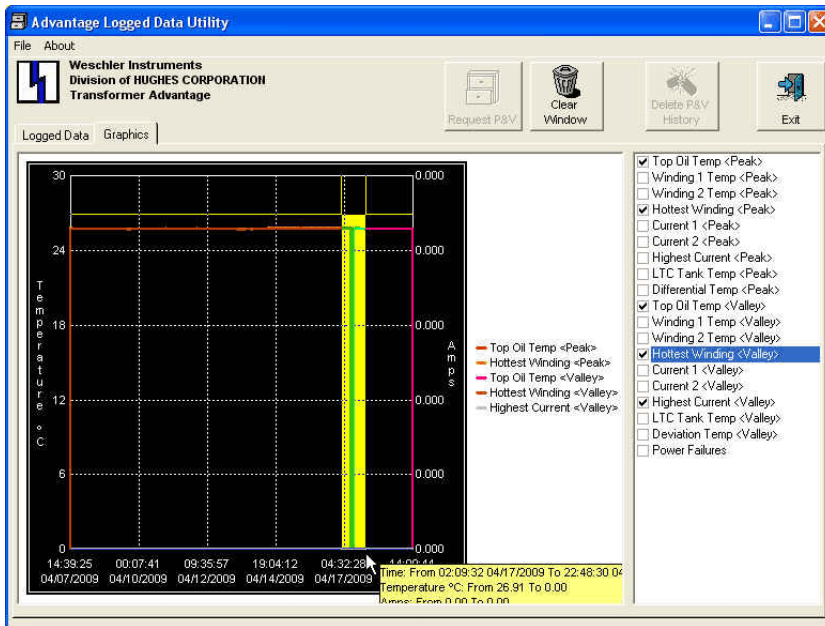 Advantage Logged Data Utility
File About
Weschler Instruments
Division of HUGHES CORPORATION
Transformer Advantage
Request P&V
Clear Window
Delete P&V History
Exit
Logged Data Graphics
30
24
18
12
6
0
Temperature °C
0.000
0.000
0.000
0.000
0.000
0.000
Amps
14:39:25 00:07:41 09:35:57 19:04:12 04:32:28
04/07/2009 04/10/2009 04/12/2009 04/14/2009 04/17/2009
Top Oil Temp <Peak>
Hottest Winding <Peak>
Top Oil Temp <Valley>
Hottest Winding <Valley>
Highest Current <Valley>
Time: From 02:09:32 04/17/2009 To 22:48:30 04
Temperature °C: From 26.91 To 0.00
Amps: From 0.00 To 0.00
Top Oil Temp <Peak>
Winding 1 Temp <Peak>
Winding 2 Temp <Peak>
Hottest Winding <Peak>
Current 1 <Peak>
Current 2 <Peak>
Highest Current <Peak>
LTC Tank Temp <Peak>
Differential Temp <Peak>
Top Oil Temp <Valley>
Winding 1 Temp <Valley>
Winding 2 Temp <Valley>
Hottest Winding <Valley>
Current 1 <Valley>
Current 2 <Valley>
Highest Current <Valley>
LTC Tank Temp <Valley>
Deviation Temp <Valley>
Power Failures